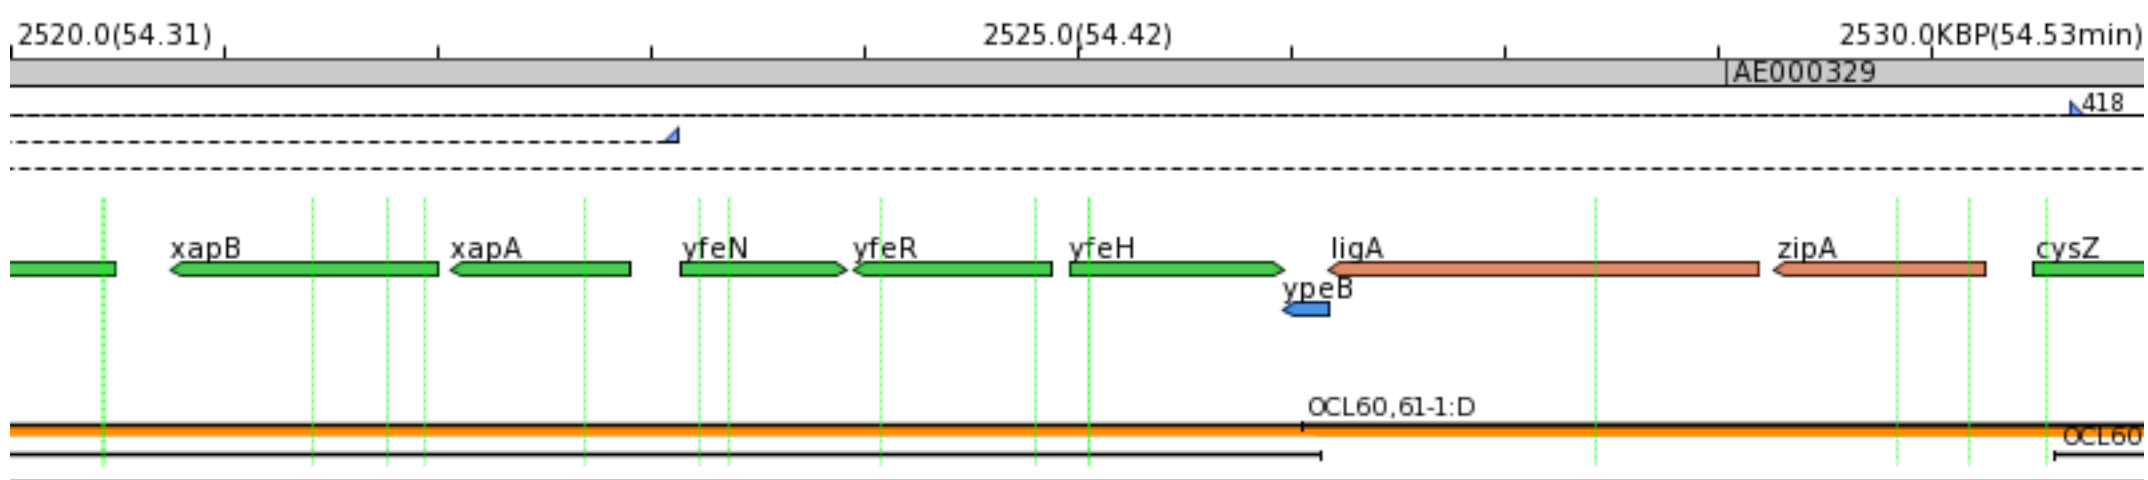 2520.0(54.31) 2525.0(54.42) 2530.0KBP(54.53min)
AE000329
418
xapB xapA yfeN yfeR yfeH ligA zipA cysZ
ypeB
OCL60,61-1:D
OCL60